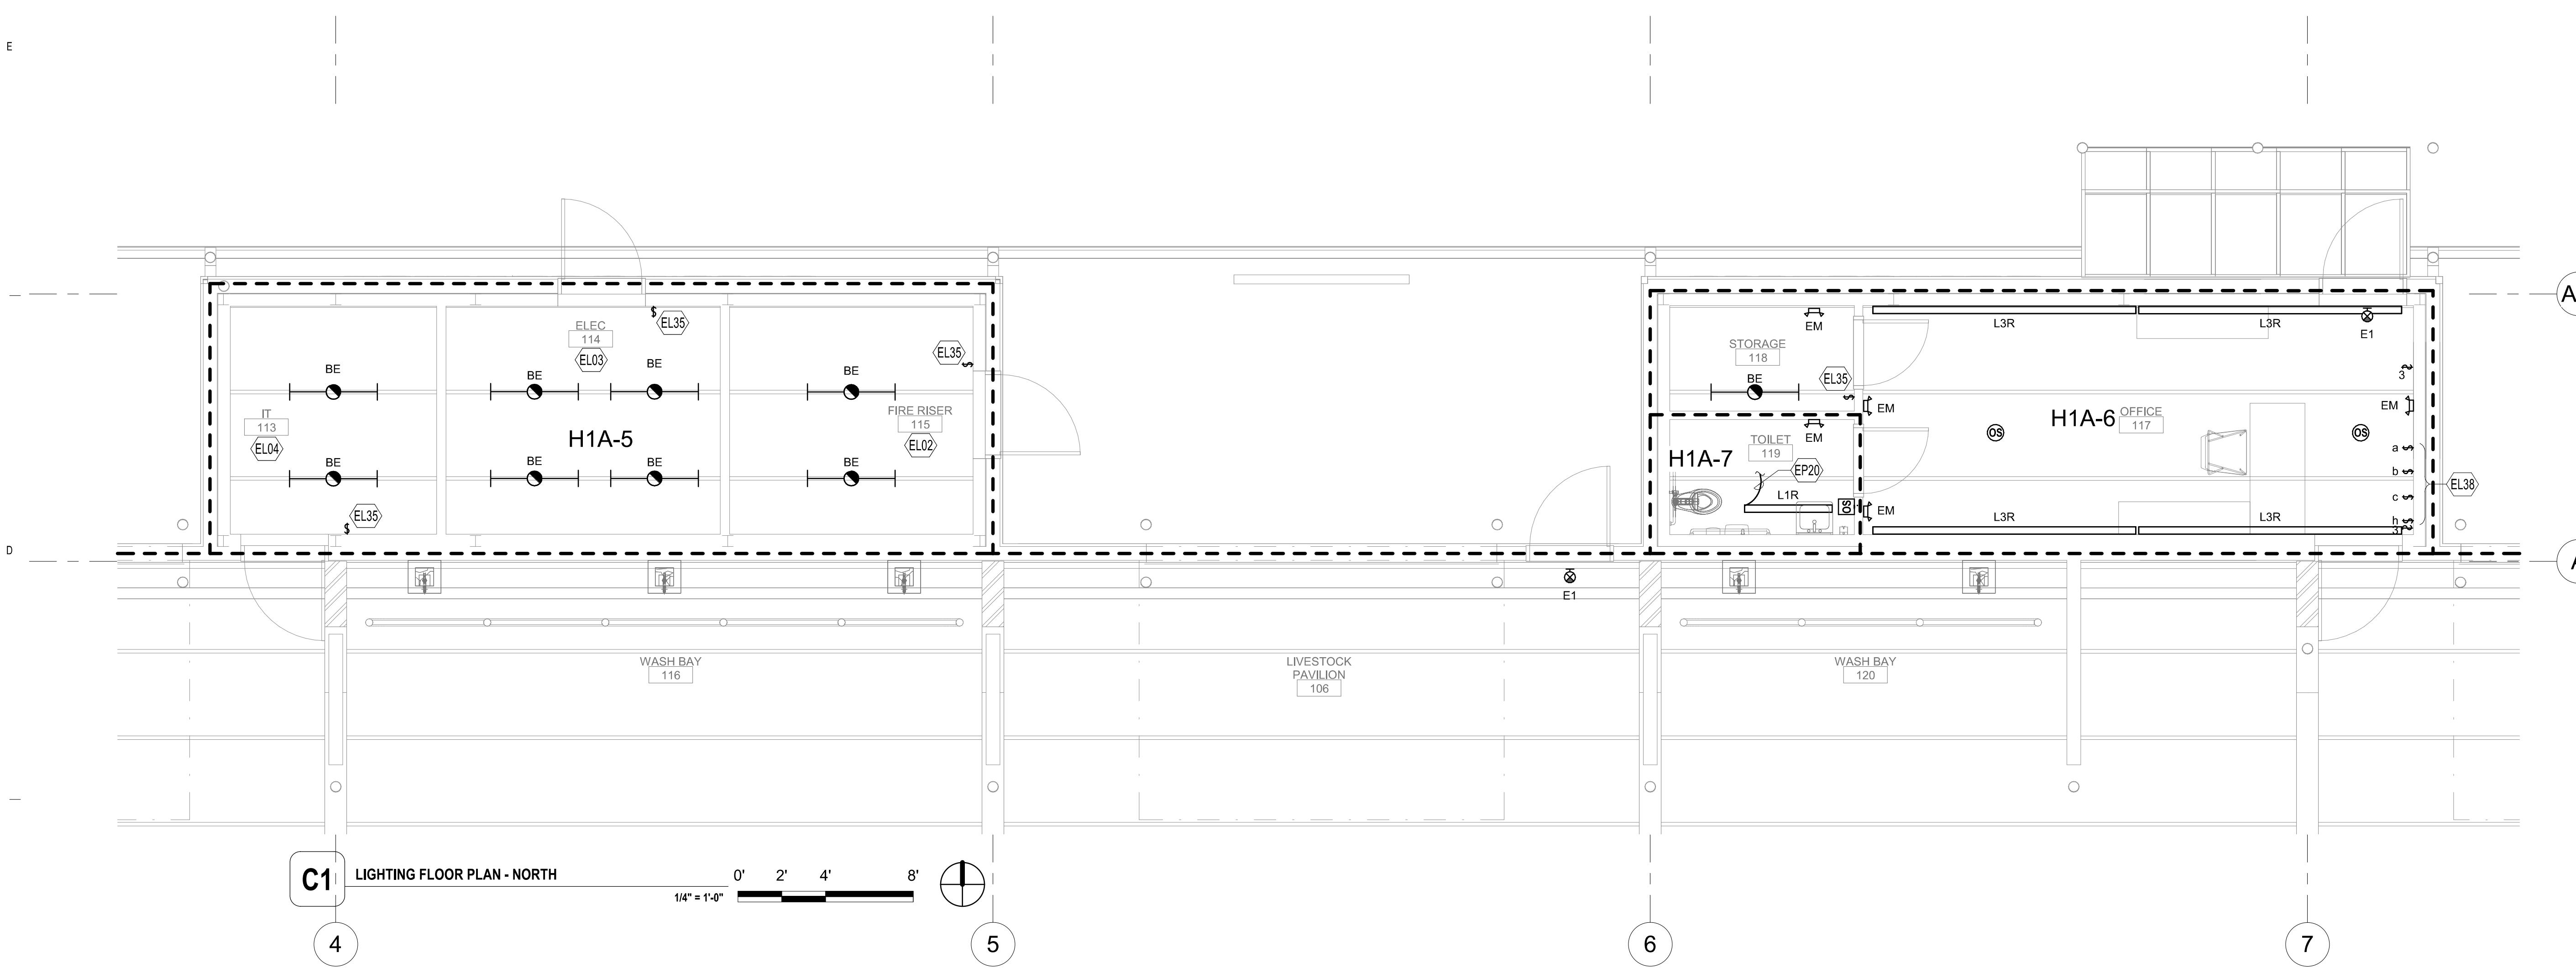 E
A
ELEC
114
EL03
EL35
EL35
BE
BE
BE
BE
IT
113
EL04
H1A-5
FIRE RISER
115
EL02
BE
BE
BE
BE
EL35
EM
L3R
L3R
E1
STORAGE
118
EL35
BE
3
EM
EM
H1A-6
OFFICE
117
OS
OS
EM
TOILET
119
H1A-7
EP20
L1R
OS
EM
a
b
c
h
3
EL38
L3R
L3R
D
A
E1
WASH BAY
116
LIVESTOCK
PAVILION
106
WASH BAY
120
C1
LIGHTING FLOOR PLAN - NORTH
0' 2' 4' 8'
1/4" = 1'-0"
4
5
6
7